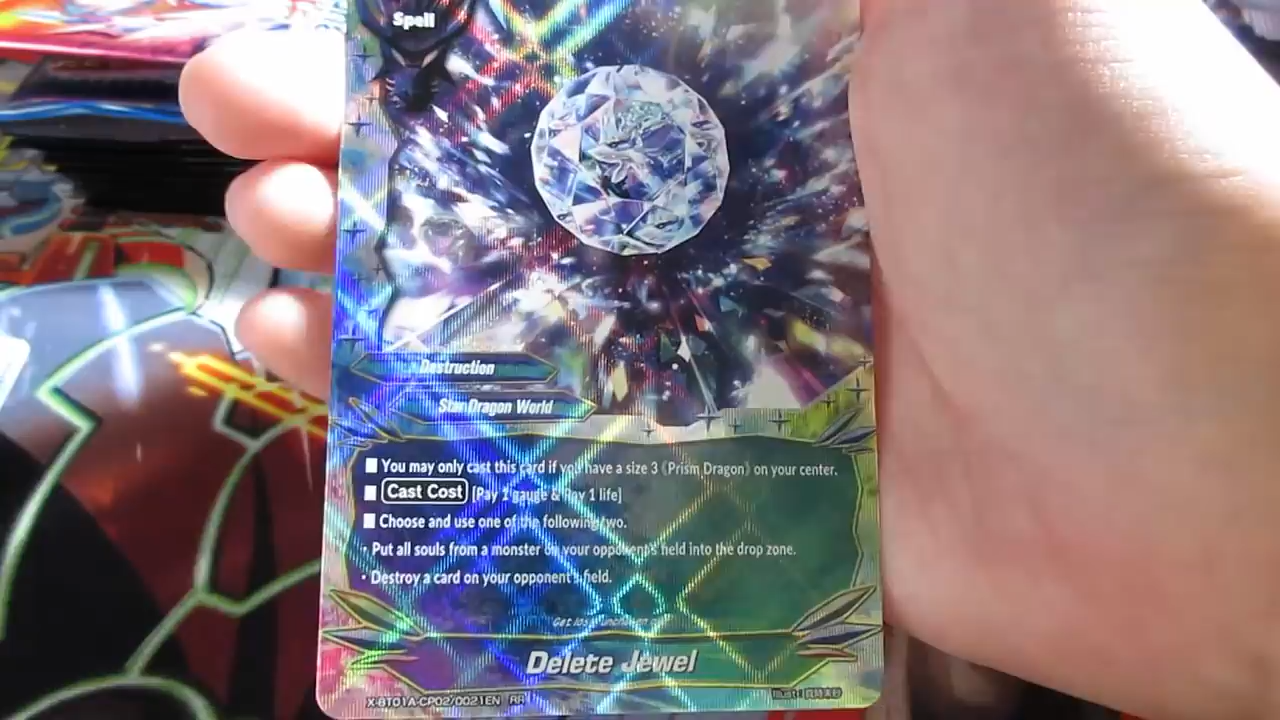 Spell
Destruction
Star Dragon World
■ You may only cast this card if you have a size 3 《Prism Dragon》 on your center.
■ Cast Cost [Pay 1 gauge & Pay 1 life]
■ Choose and use one of the following two.
・Put all souls from a monster on your opponent's field into the drop zone.
・Destroy a card on your opponent's field.
Delete Jewel
X-BT01A-CP02/0021EN RR
Illust :